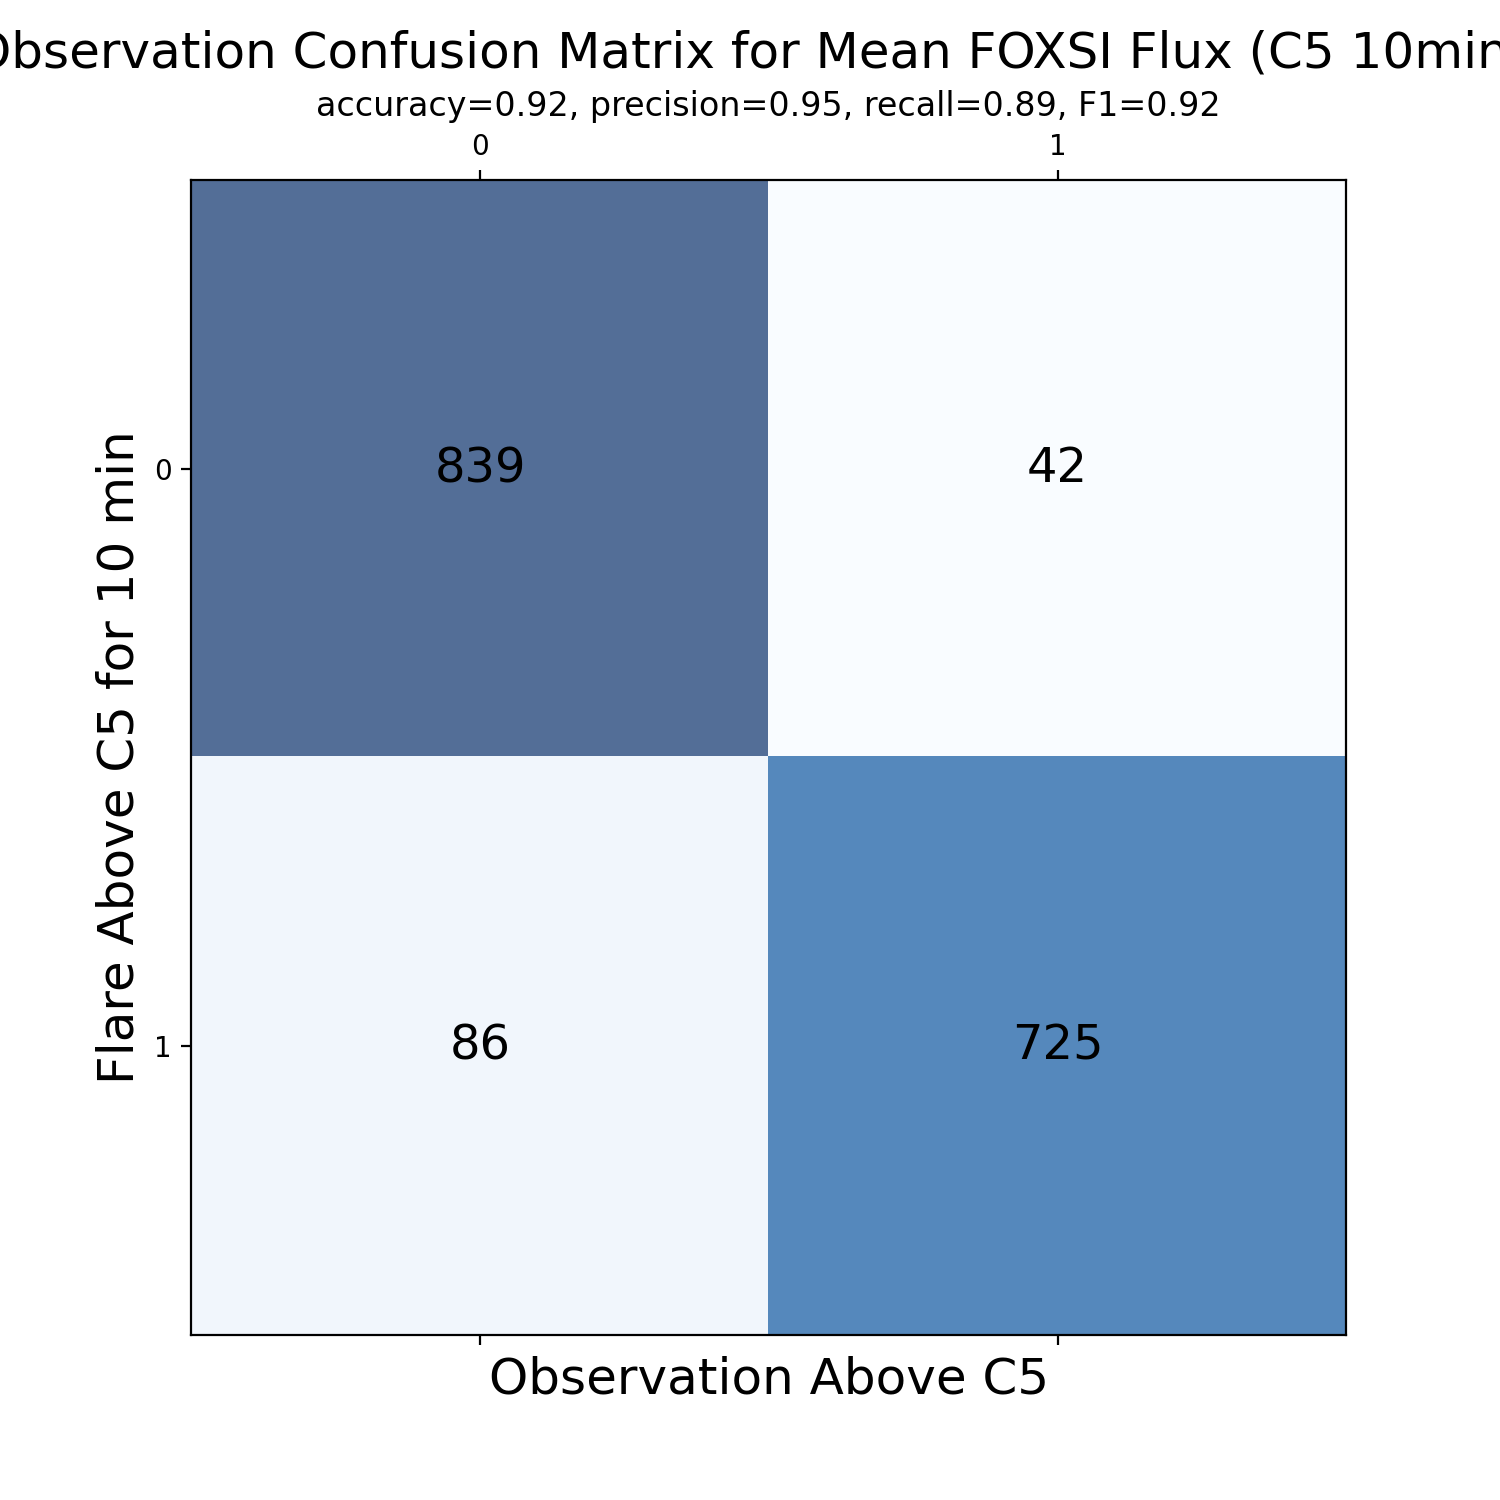 Observation Confusion Matrix for Mean FOXSI Flux (C5 10min
accuracy=0.92, precision=0.95, recall=0.89, F1=0.92
0 1
Flare Above C5 for 10 min
0
839 42
1
86 725
Observation Above C5